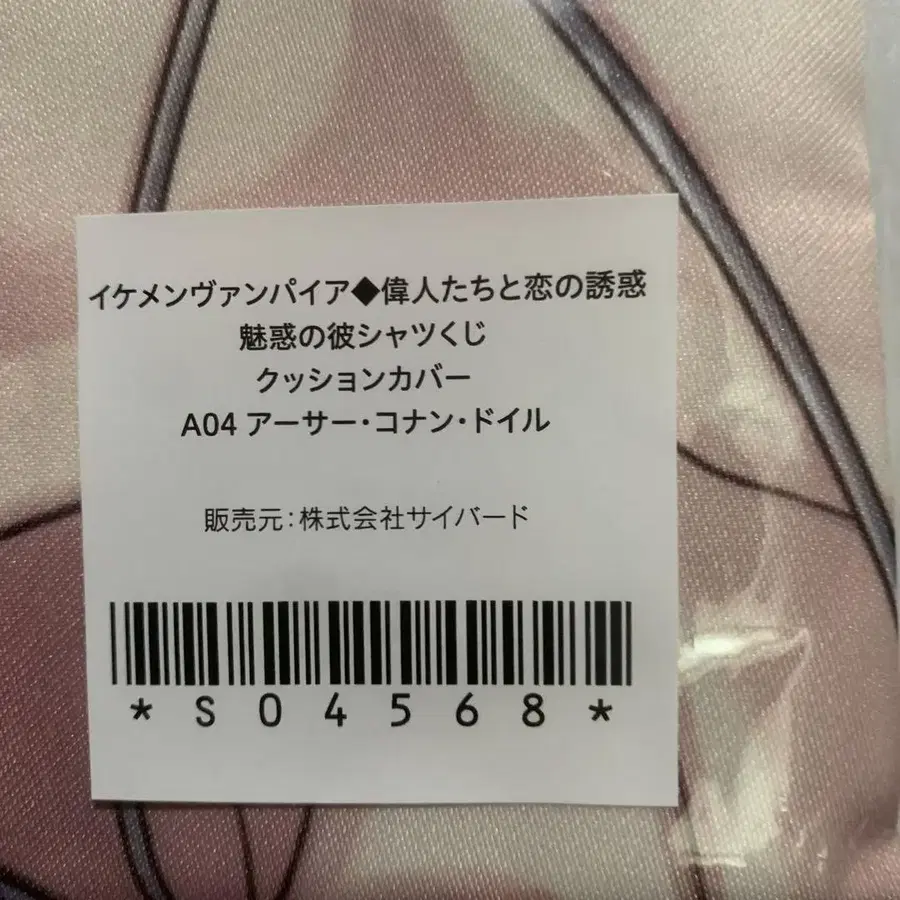 イケメンヴァンパイア◆偉人たちと恋の誘惑
魅惑の彼シャツくじ
クッションカバー
A04 アーサー・コナン・ドイル
販売元：株式会社サイバード
*S04568*